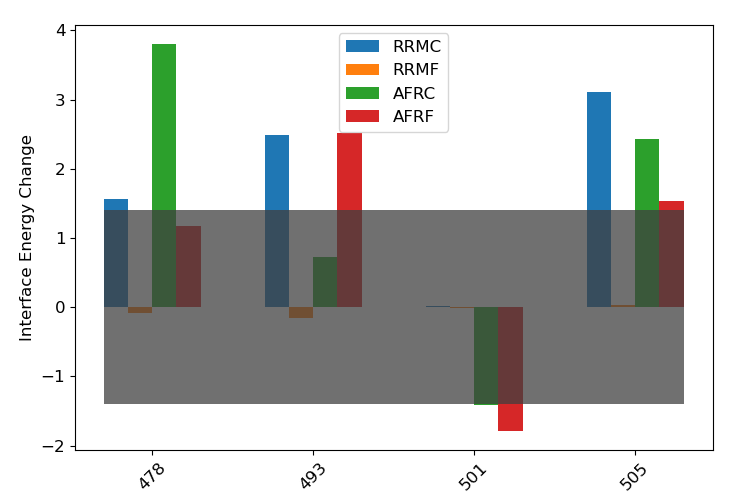 4
3
2
1
0
−1
−2
Interface Energy Change
RRMC
RRMF
AFRC
AFRF
478
493
501
505